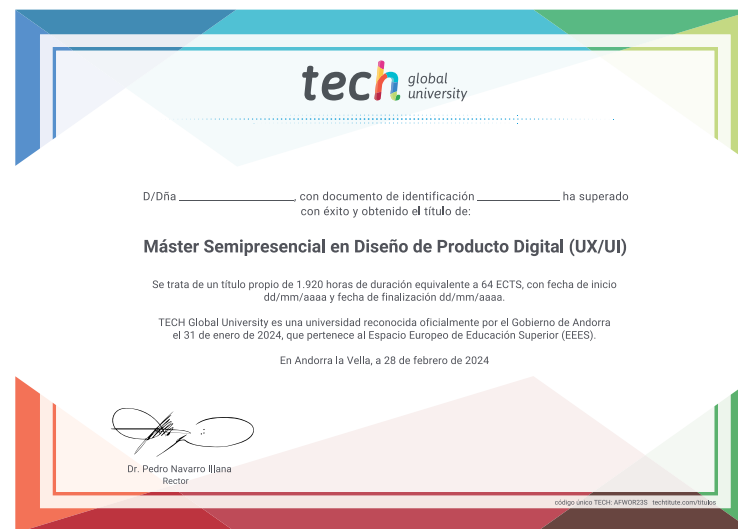 tech global university
D/Dña ____________________, con documento de identificación ______________ ha superado
con éxito y obtenido el título de:
Máster Semipresencial en Diseño de Producto Digital (UX/UI)
Se trata de un título propio de 1.920 horas de duración equivalente a 64 ECTS, con fecha de inicio
dd/mm/aaaa y fecha de finalización dd/mm/aaaa.
TECH Global University es una universidad reconocida oficialmente por el Gobierno de Andorra
el 31 de enero de 2024, que pertenece al Espacio Europeo de Educación Superior (EEES).
En Andorra la Vella, a 28 de febrero de 2024
Dr. Pedro Navarro Illana
Rector
código único TECH: AFWOR23S techtitute.com/titulos